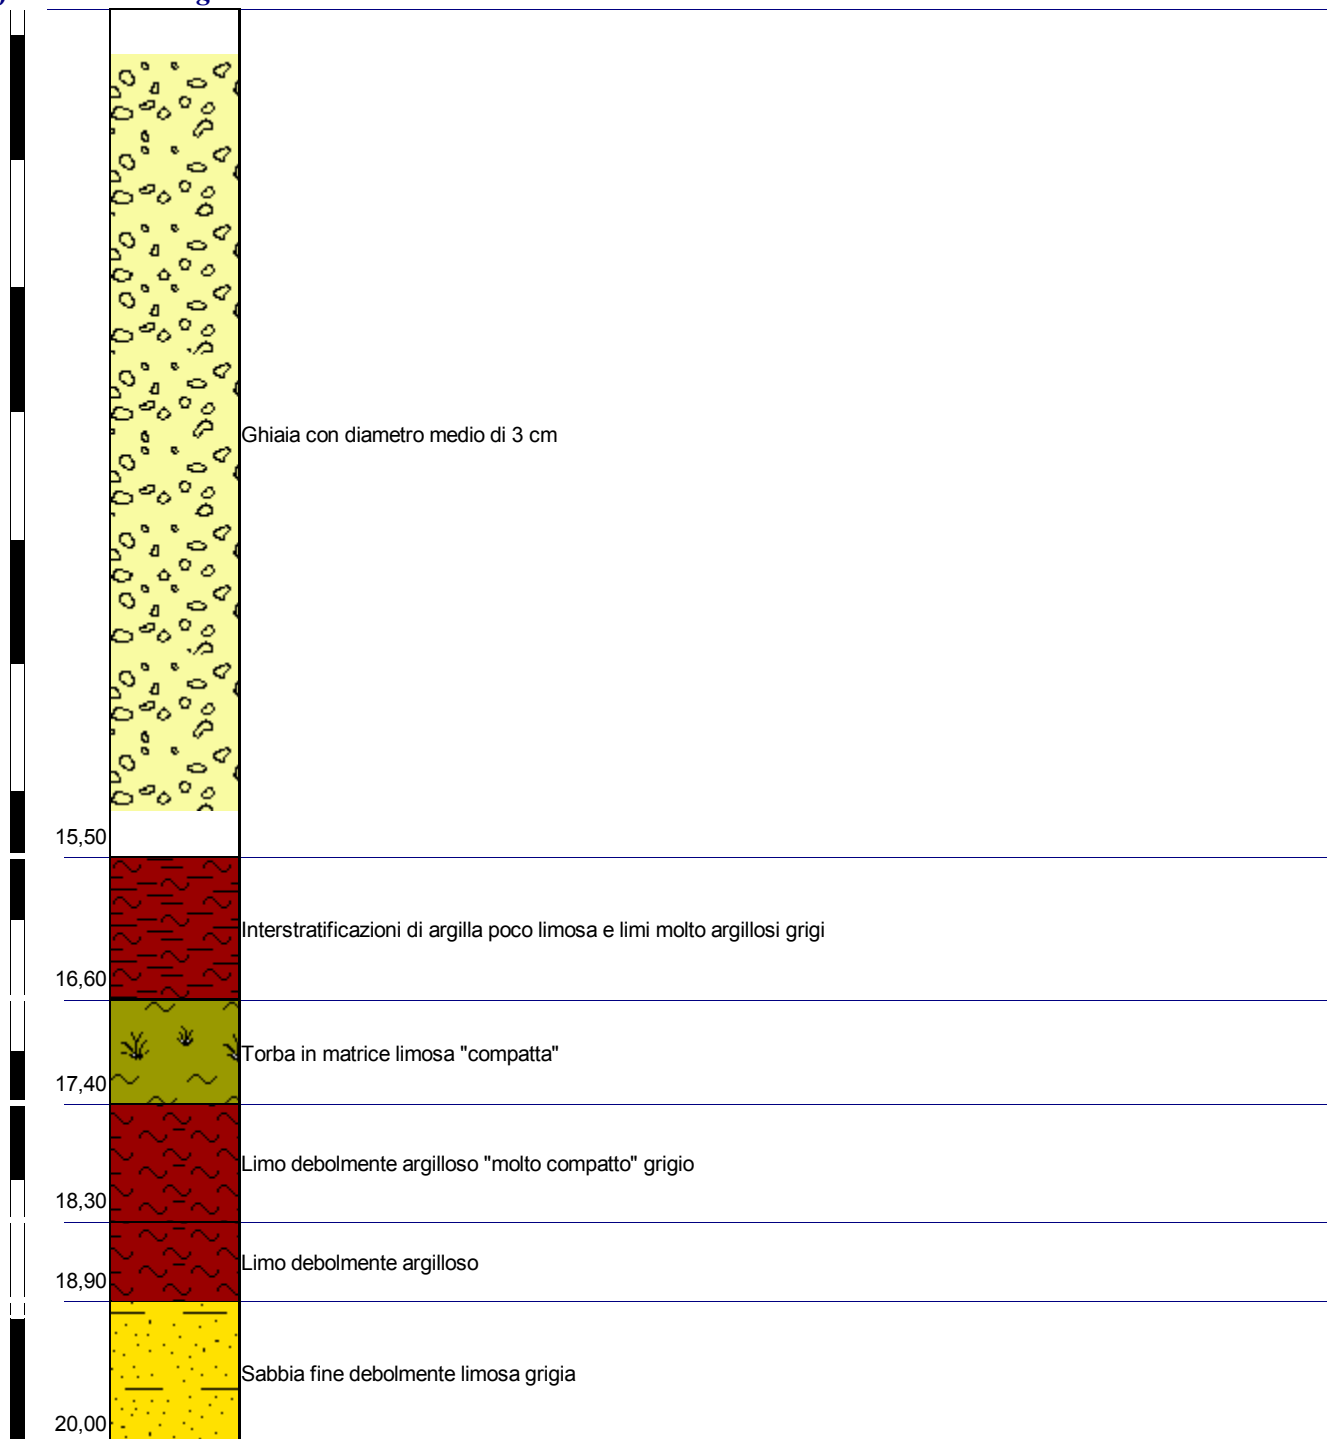 Ghiaia con diametro medio di 3 cm
15,50
Interstratificazioni di argilla poco limosa e limi molto argillosi grigi
16,60
Torba in matrice limosa "compatta"
17,40
Limo debolmente argilloso "molto compatto" grigio
18,30
Limo debolmente argilloso
18,90
Sabbia fine debolmente limosa grigia
20,00